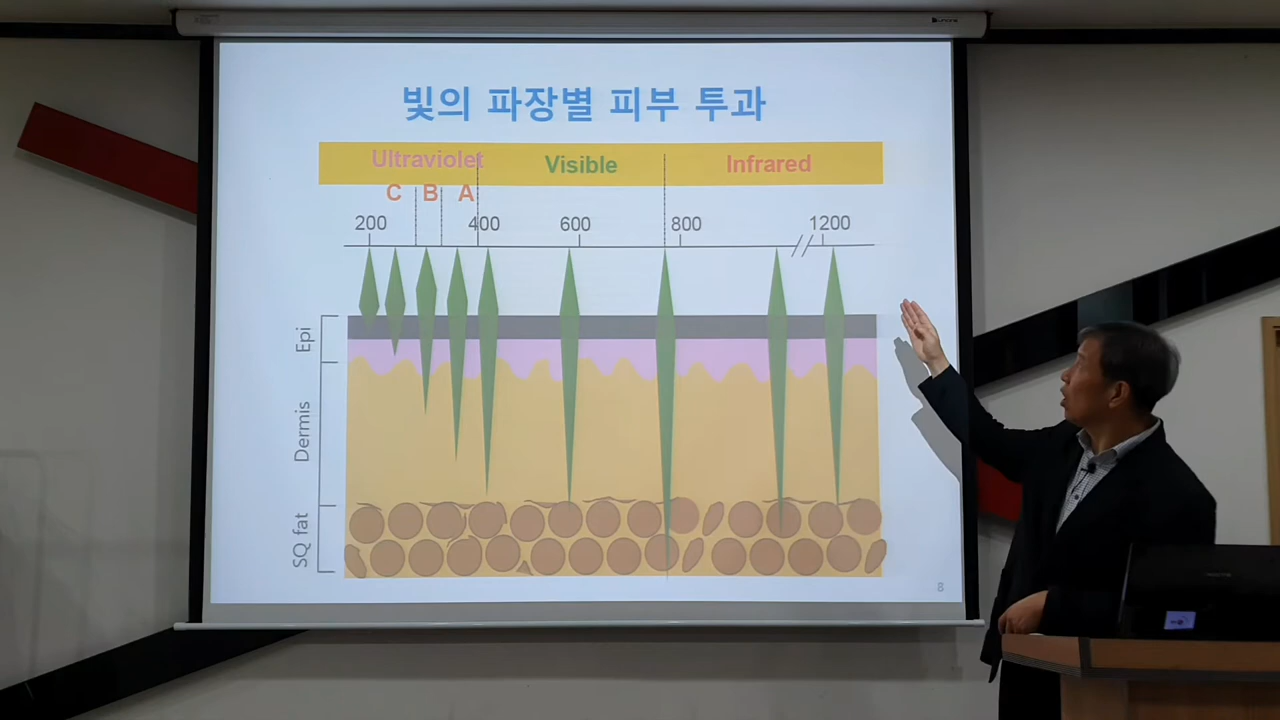 빛의 파장별 피부 투과
Ultraviolet Visible Infrared
C B A
200 400 600 800 1200
Epi
Dermis
SQ fat
8